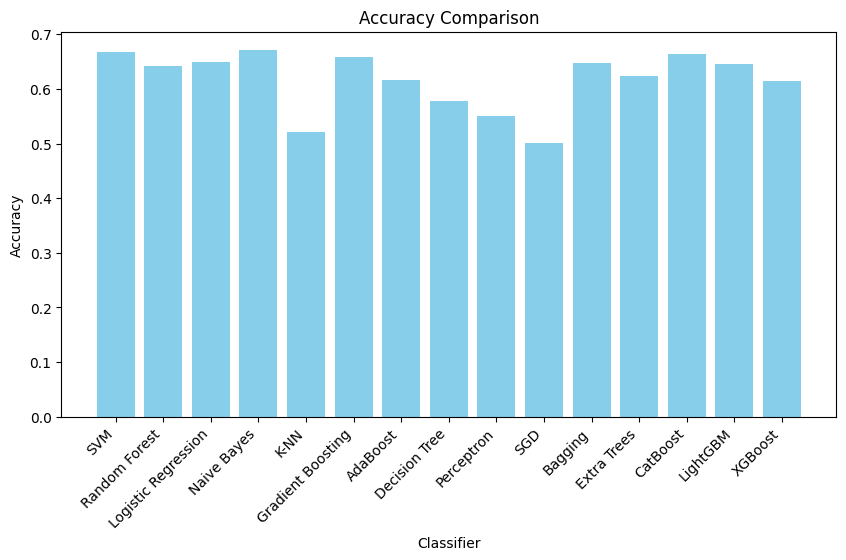 Accuracy Comparison
Accuracy
0.7
0.6
0.5
0.4
0.3
0.2
0.1
0.0
SVM
Random Forest
Logistic Regression
Naive Bayes
K-NN
Gradient Boosting
AdaBoost
Decision Tree
Perceptron
SGD
Bagging
Extra Trees
CatBoost
LightGBM
XGBoost
Classifier